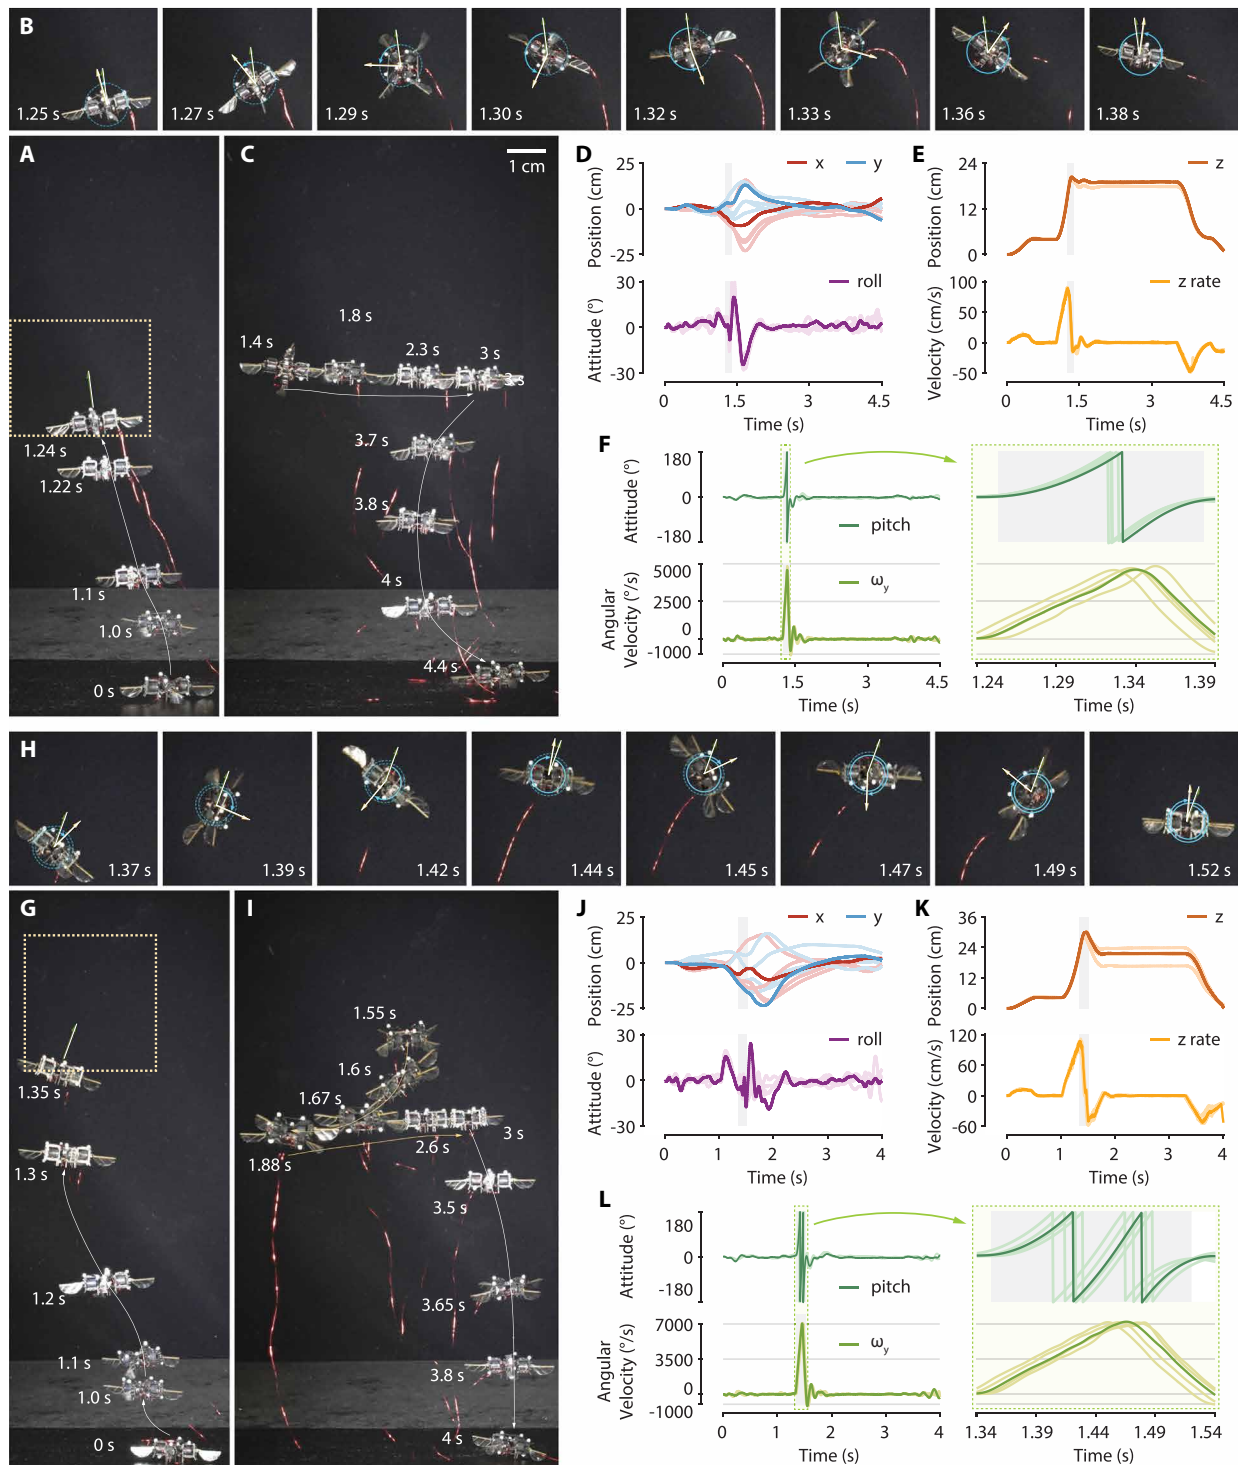 B
1.25 s
1.27 s
1.29 s
1.30 s
1.32 s
1.33 s
1.36 s
1.38 s
A
1.24 s
1.22 s
1.1 s
1.0 s
0 s
C
1 cm
1.4 s
1.8 s
2.3 s
3 s
3 s
3.7 s
3.8 s
4 s
4.4 s
D
x
y
Position (cm)
25
0
-25
roll
Attitude (°)
30
0
-30
0
1.5
3
4.5
Time (s)
E
z
Position (cm)
24
12
0
z rate
Velocity (cm/s)
100
50
0
-50
0
1.5
3
4.5
Time (s)
F
Attitude (°)
180
0
-180
pitch
Angular
Velocity (°/s)
5000
2500
0
-1000
ωy
0
1.5
3
4.5
Time (s)
1.24
1.29
1.34
1.39
Time (s)
H
1.37 s
1.39 s
1.42 s
1.44 s
1.45 s
1.47 s
1.49 s
1.52 s
G
1.35 s
1.3 s
1.2 s
1.1 s
1.0 s
0 s
I
1.55 s
1.6 s
1.67 s
1.88 s
2.6 s
3 s
3.5 s
3.65 s
3.8 s
4 s
J
x
y
Position (cm)
25
0
-25
roll
Attitude (°)
30
0
-30
0
1
2
3
4
Time (s)
K
z
Position (cm)
36
24
12
0
z rate
Velocity (cm/s)
120
60
0
-60
0
1
2
3
4
Time (s)
L
Attitude (°)
180
0
-180
pitch
Angular
Velocity (°/s)
7000
3500
0
-1000
ωy
0
1
2
3
4
Time (s)
1.34
1.39
1.44
1.49
1.54
Time (s)